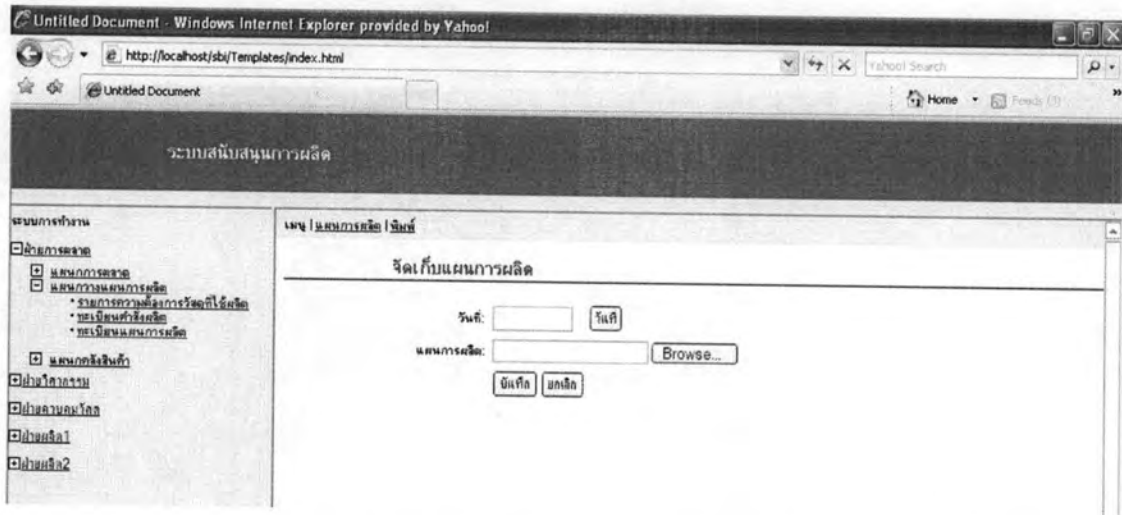 Untitled Document - Windows Internet Explorer provided by Yahoo!
http://localhost/sbi/Templates/index.html
Yahoo! Search
Untitled Document
Home
Feeds (0)
ระบบสนับสนุนการผลิต
ระบบการทำงาน
เมนู | แผนการผลิต | พิมพ์
ฝ่ายการตลาด
แผนกการตลาด
แผนกวางแผนการผลิต
รายการความต้องการวัสดุที่ใช้ผลิต
ทะเบียนคำสั่งผลิต
ทะเบียนแผนการผลิต
แผนกคลังสินค้า
ฝ่ายวิศวกรรม
ฝ่ายควบคุมวัสดุ
ฝ่ายผลิต1
ฝ่ายผลิต2
จัดเก็บแผนการผลิต
วันที่:
วันที่
แผนการผลิต:
Browse...
บันทึก
ยกเลิก